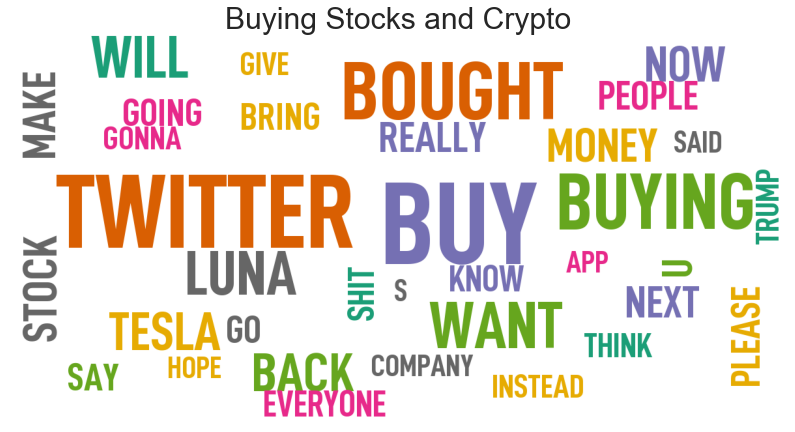 Buying Stocks and Crypto
WILL
GIVE
BOUGHT
NOW
MAKE
GOING
BRING
PEOPLE
GONNA
REALLY
MONEY
SAID
TWITTER
BUY
BUYING
TRUMP
LUNA
STOCK
SHIT
S
KNOW
APP
U
TESLA
GO
WANT
NEXT
PLEASE
THINK
SAY
HOPE
BACK
COMPANY
INSTEAD
EVERYONE